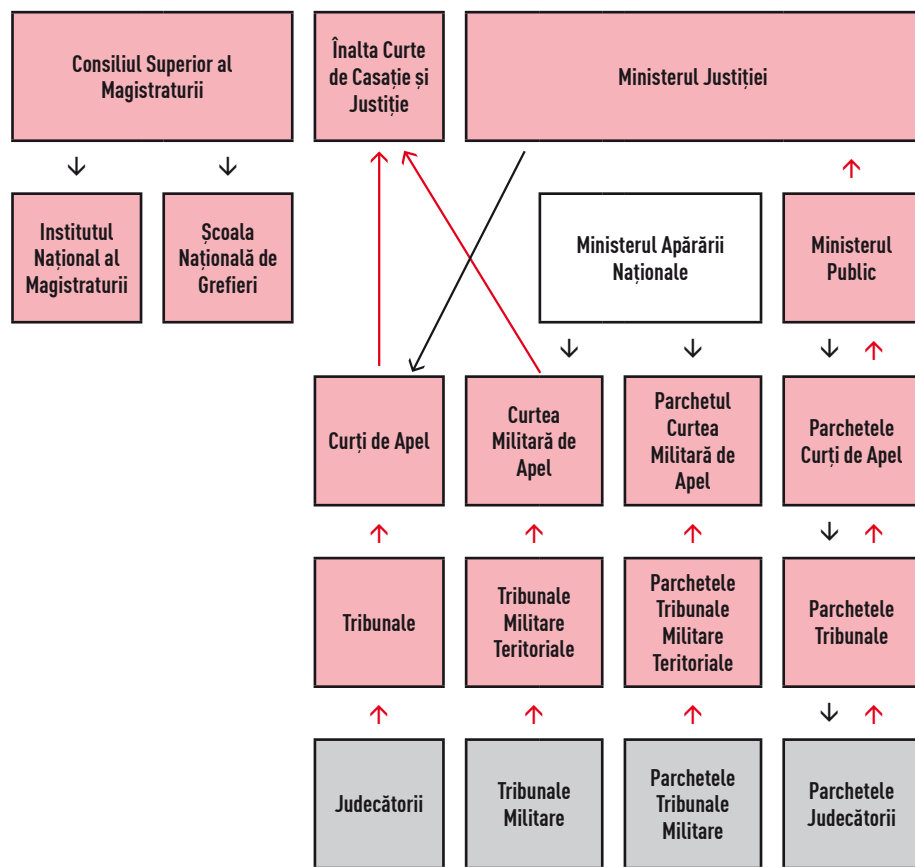 Consiliul Superior al
Magistraturii
Înalta Curte
de Casație și
Justiție
Ministerul Justiției
Institutul
Național al
Magistraturii
Școala
Națională de
Grefieri
Ministerul Apărării
Naționale
Ministerul
Public
Curți de Apel
Curtea
Militară de
Apel
Parchetul
Curtea
Militară de
Apel
Parchetele
Curți de Apel
Tribunale
Tribunale
Militare
Teritoriale
Parchetele
Tribunale
Militare
Teritoriale
Parchetele
Tribunale
Judecătorii
Tribunale
Militare
Parchetele
Tribunale
Militare
Parchetele
Judecătorii